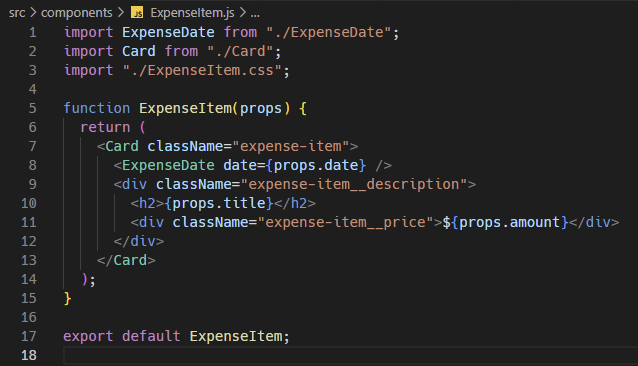 src > components > JS ExpenseItem.js > ...
1 import ExpenseDate from "./ExpenseDate";
2 import Card from "./Card";
3 import "./ExpenseItem.css";
4
5 function ExpenseItem(props) {
6   return (
7     <Card className="expense-item">
8       <ExpenseDate date={props.date} />
9       <div className="expense-item__description">
10         <h2>{props.title}</h2>
11         <div className="expense-item__price">${props.amount}</div>
12       </div>
13     </Card>
14   );
15 }
16
17 export default ExpenseItem;
18